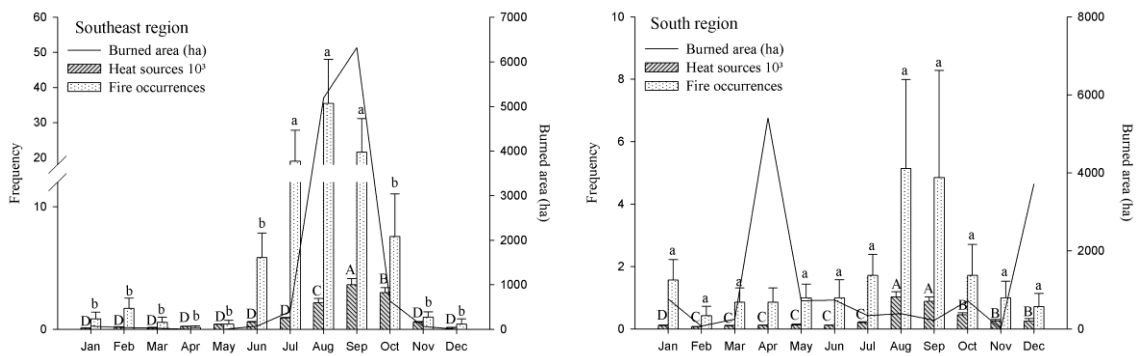 Southeast region
Burned area (ha)
Heat sources 10³
Fire occurrences
Frequency
60
50
40
30
20
10
0
7000
6000
5000
4000
3000
2000
1000
0
Burned area (ha)
b b b b b b a a a b b b
D D D D D D D C A B D D
Jan Feb Mar Apr May Jun Jul Aug Sep Oct Nov Dec
South region
Burned area (ha)
Heat sources 10³
Fire occurrences
Frequency
10
8
6
4
2
0
8000
6000
4000
2000
0
Burned area (ha)
a a a a a a a a a a a a
D C C C C C C A A B B B
Jan Feb Mar Apr May Jun Jul Aug Sep Oct Nov Dec